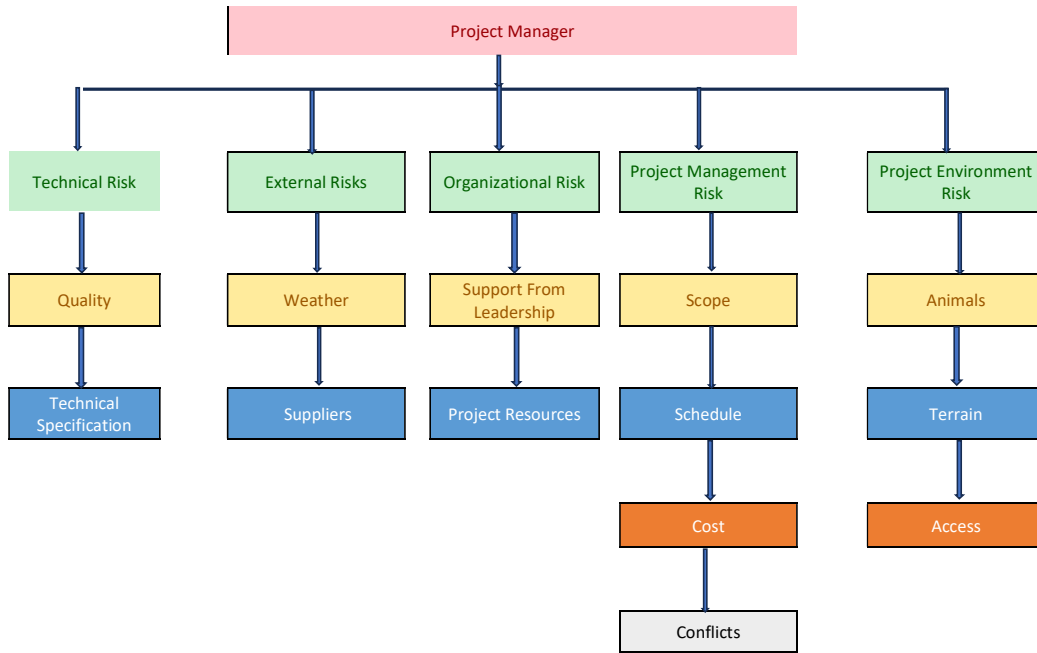 Project Manager
Technical Risk
External Risks
Organizational Risk
Project Management
Risk
Project Environment
Risk
Quality
Weather
Support From
Leadership
Scope
Animals
Technical
Specification
Suppliers
Project Resources
Schedule
Terrain
Cost
Access
Conflicts